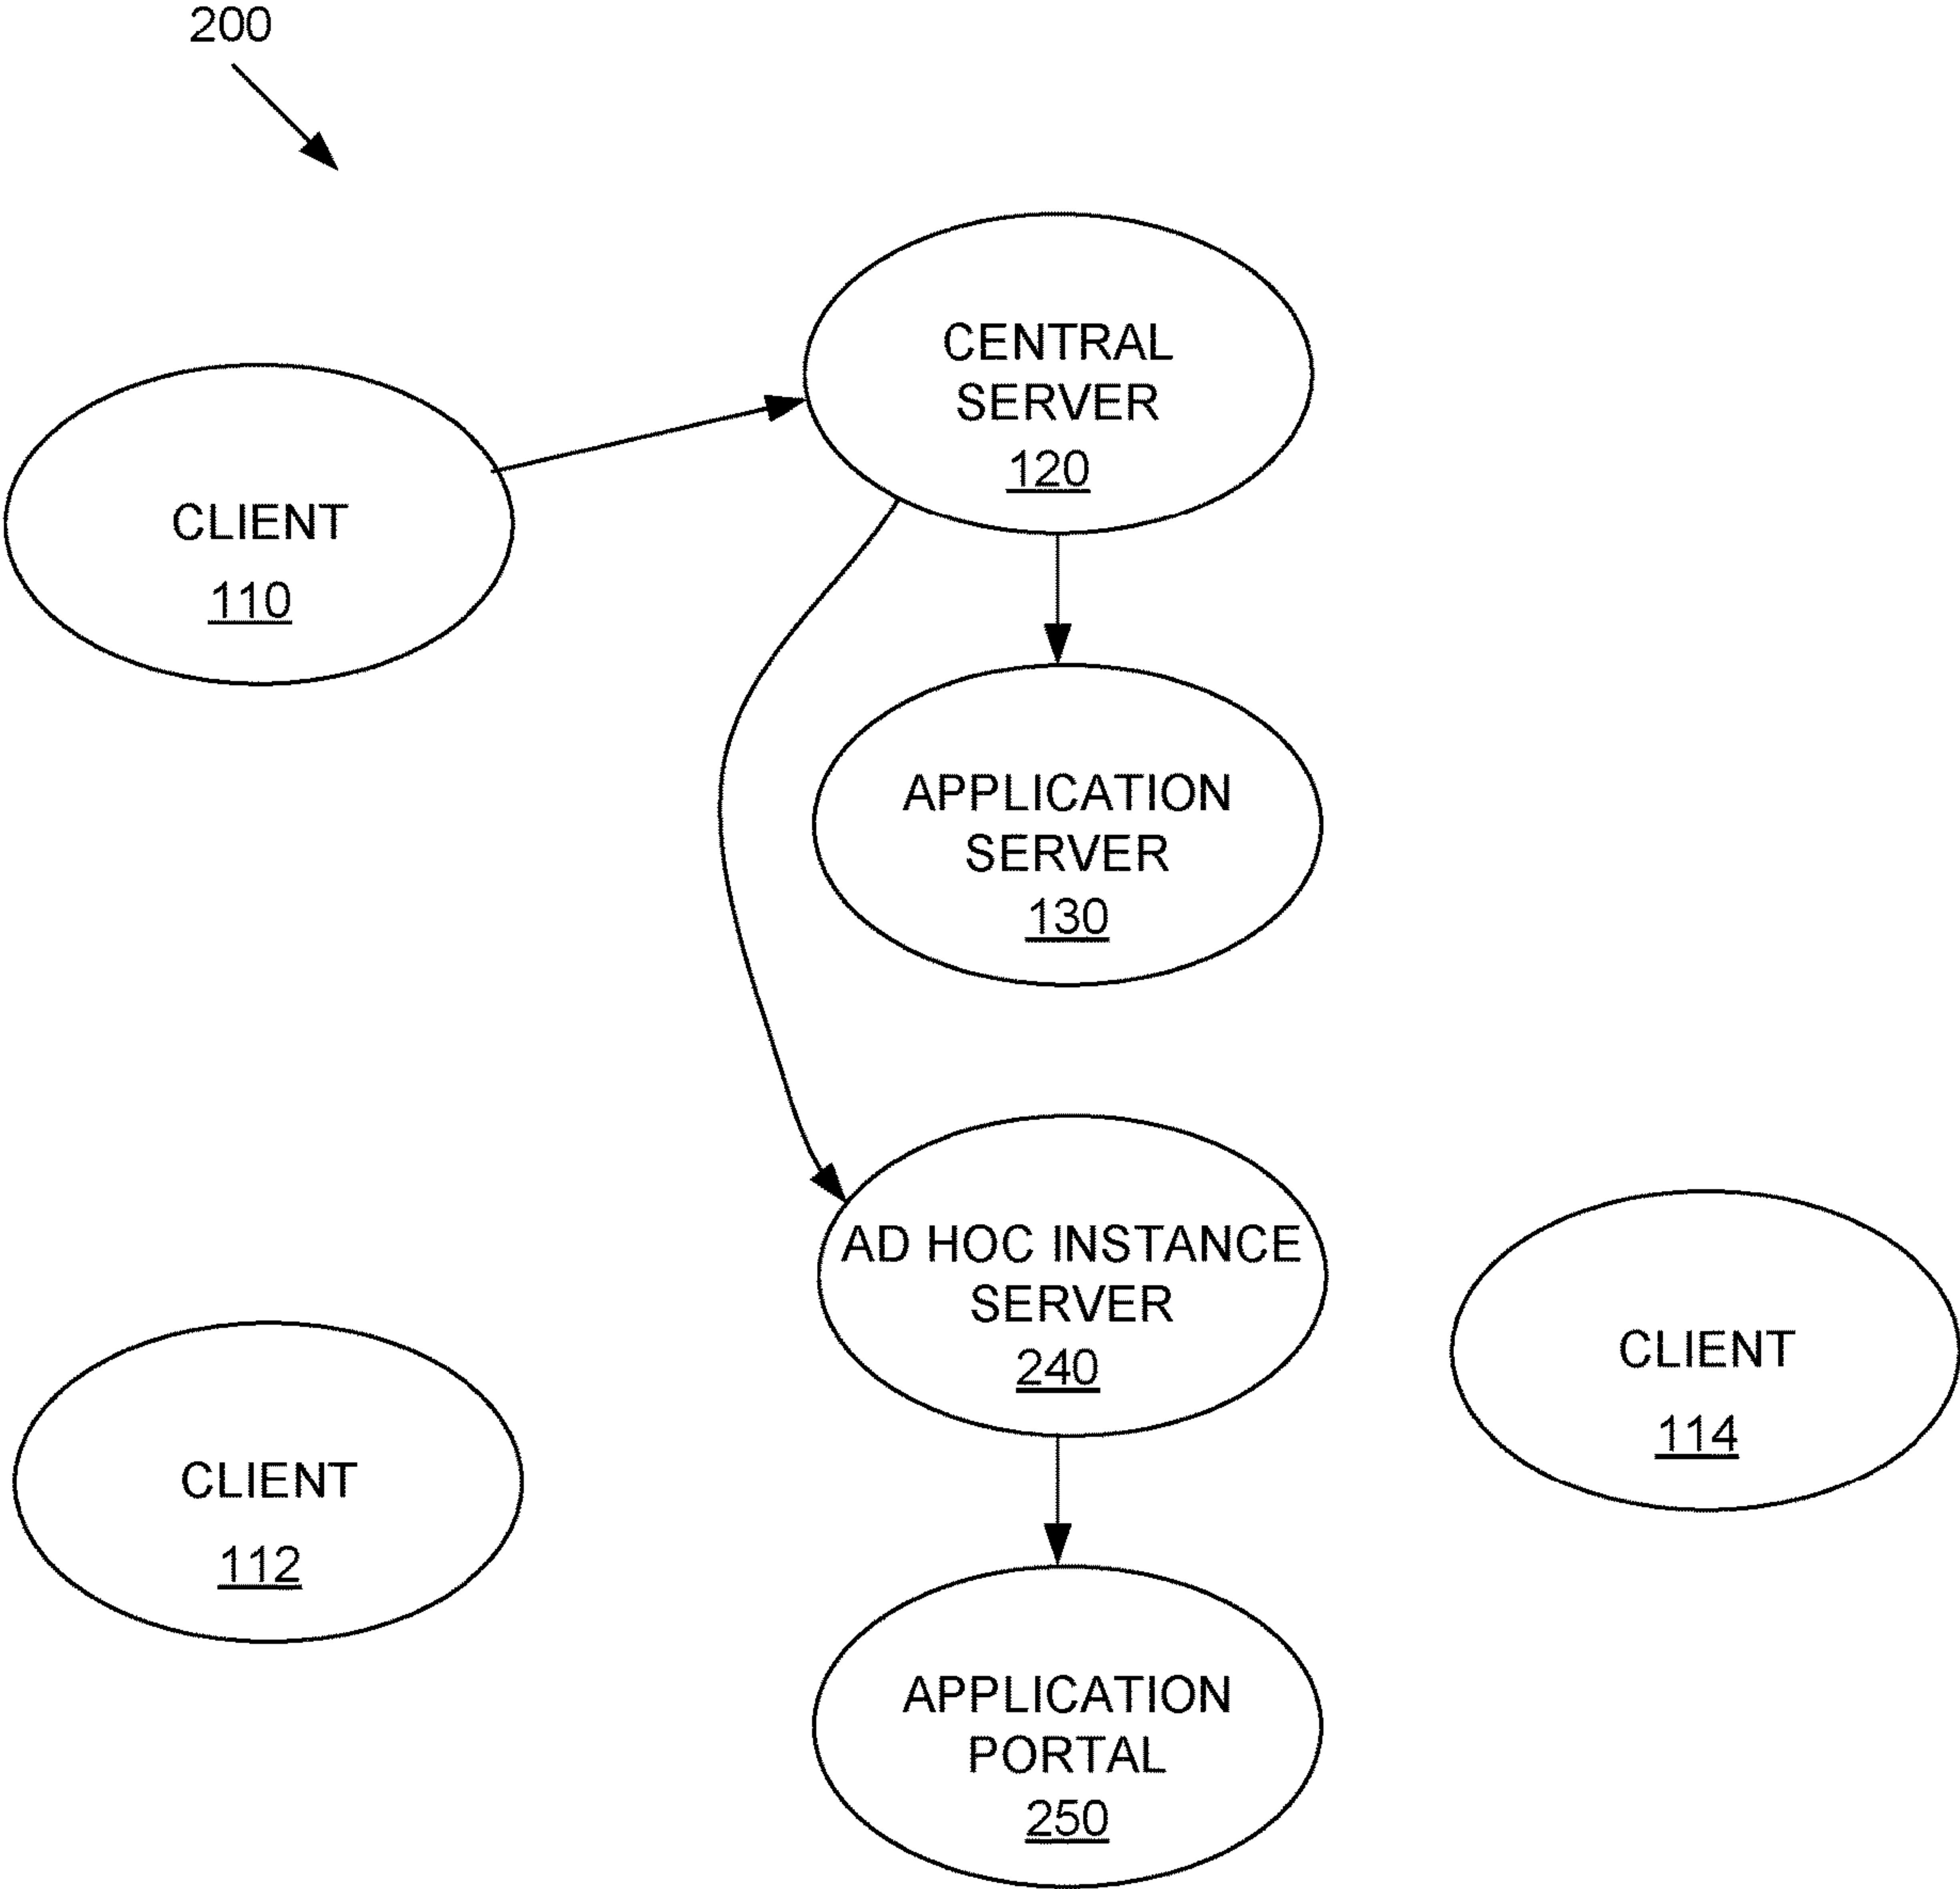 200
CENTRAL
SERVER
120
CLIENT
110
APPLICATION
SERVER
130
AD HOC INSTANCE
SERVER
240
CLIENT
114
CLIENT
112
APPLICATION
PORTAL
250